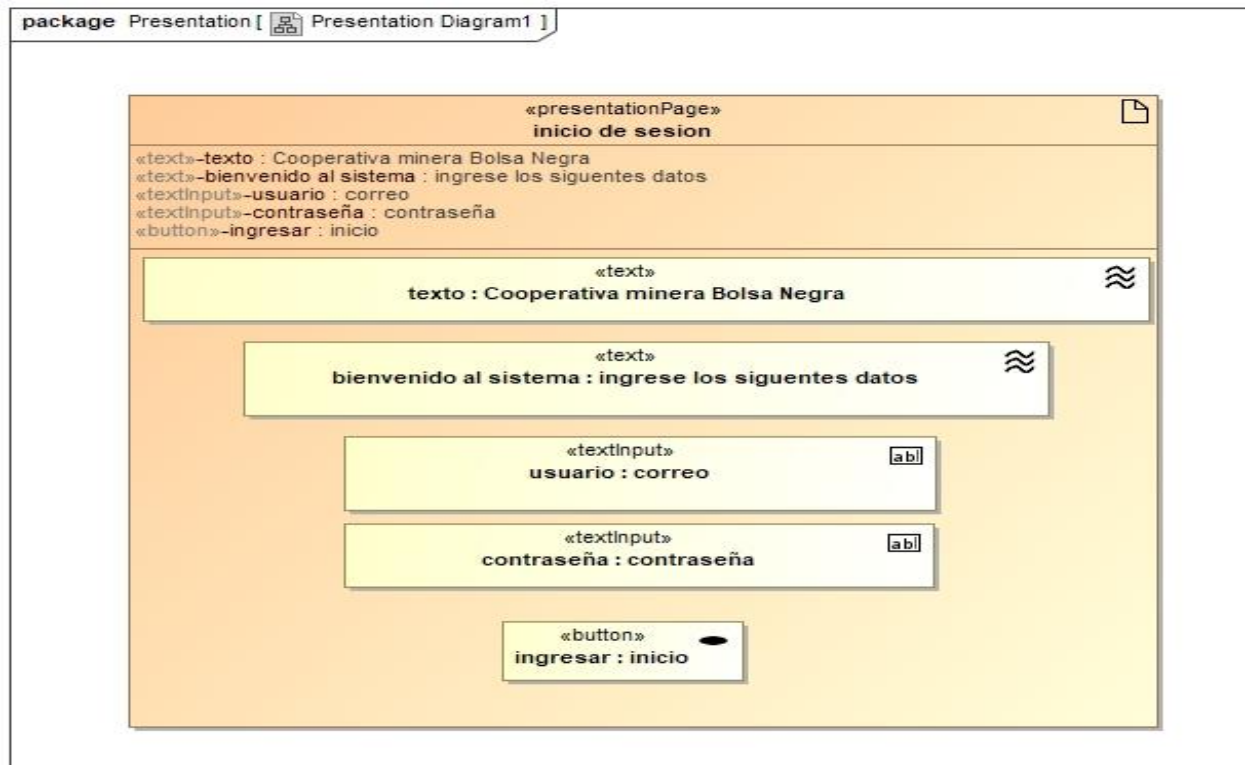 package Presentation [ Presentation Diagram1 ]
«presentationPage»
inicio de sesion
«text»-texto : Cooperativa minera Bolsa Negra
«text»-bienvenido al sistema : ingrese los siguentes datos
«textInput»-usuario : correo
«textInput»-contraseña : contraseña
«button»-ingresar : inicio
«text»
texto : Cooperativa minera Bolsa Negra
«text»
bienvenido al sistema : ingrese los siguentes datos
«textInput»
usuario : correo
abl
«textInput»
contraseña : contraseña
abl
«button»
ingresar : inicio